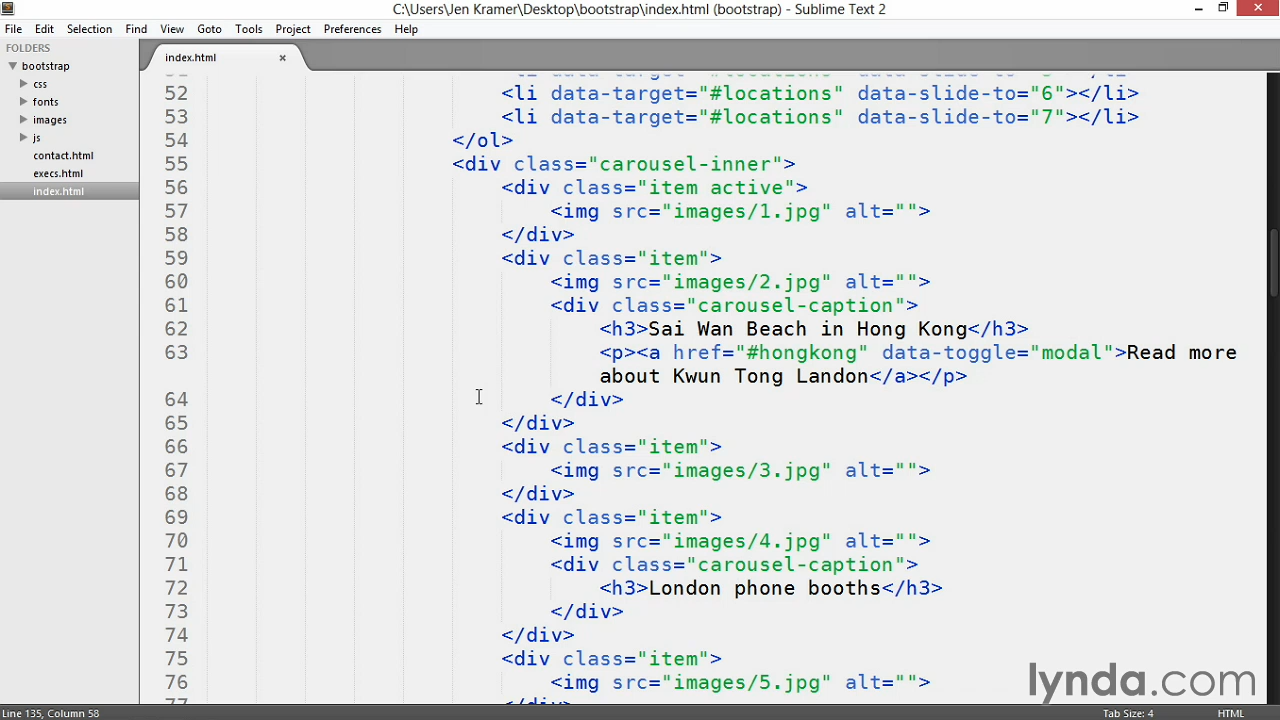 C:\Users\Jen Kramer\Desktop\bootstrap\index.html (bootstrap) - Sublime Text 2
File Edit Selection Find View Goto Tools Project Preferences Help
FOLDERS
bootstrap
css
fonts
images
js
contact.html
execs.html
index.html
index.html
52 <li data-target="#locations" data-slide-to="6"></li>
53 <li data-target="#locations" data-slide-to="7"></li>
54 </ol>
55 <div class="carousel-inner">
56 <div class="item active">
57 <img src="images/1.jpg" alt="">
58 </div>
59 <div class="item">
60 <img src="images/2.jpg" alt="">
61 <div class="carousel-caption">
62 <h3>Sai Wan Beach in Hong Kong</h3>
63 <p><a href="#hongkong" data-toggle="modal">Read more
about Kwun Tong Landon</a></p>
64 </div>
65 </div>
66 <div class="item">
67 <img src="images/3.jpg" alt="">
68 </div>
69 <div class="item">
70 <img src="images/4.jpg" alt="">
71 <div class="carousel-caption">
72 <h3>London phone booths</h3>
73 </div>
74 </div>
75 <div class="item">
76 <img src="images/5.jpg" alt="">
lynda.com
Line 135, Column 58
Tab Size: 4
HTML